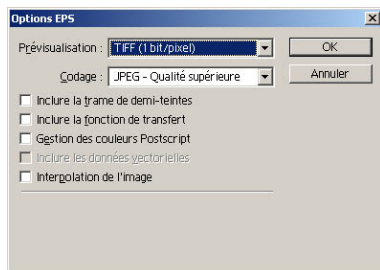 Options EPS
Prévisualisation : TIFF (1 bit/pixel)
OK
Codage : JPEG - Qualité supérieure
Annuler
Inclure la trame de demi-teintes
Inclure la fonction de transfert
Gestion des couleurs Postscript
Inclure les données vectorielles
Interpolation de l'image